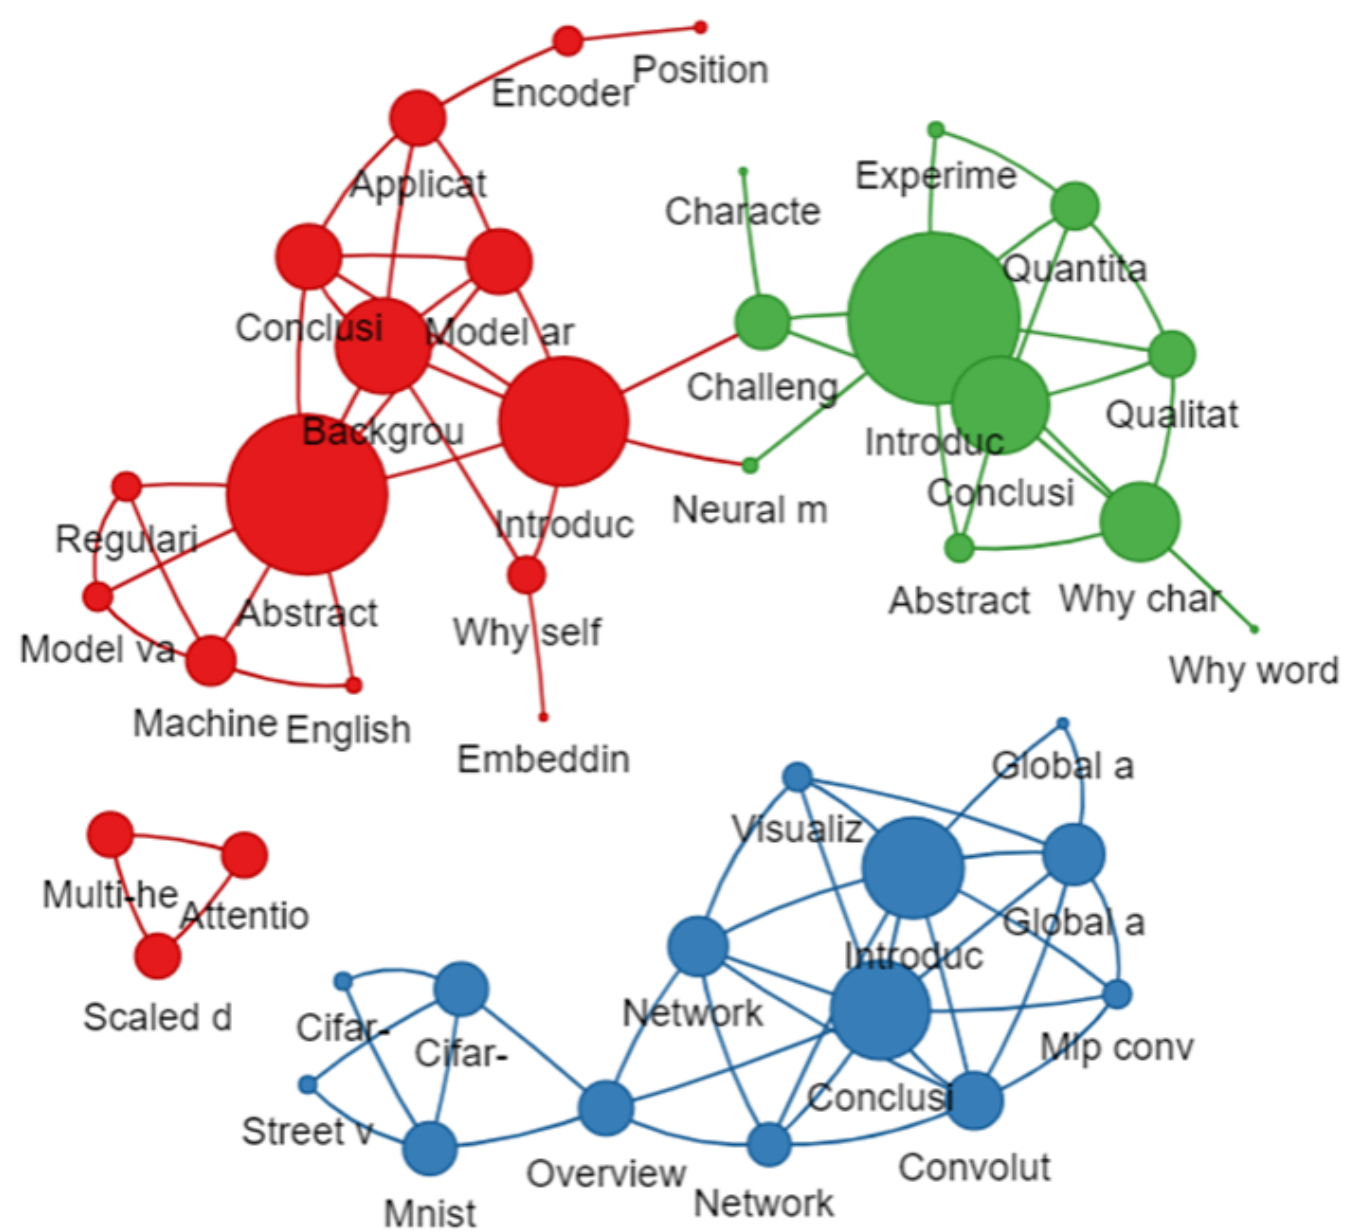 Position
Encoder
Experime
Applicat
Characte
Quantita
Conclusi
Model ar
Challeng
Qualitat
Backgrou
Introduc
Conclusi
Introduc
Neural m
Regulari
Abstract
Why char
Abstract
Why self
Model va
Why word
Machine
English
Embeddin
Global a
Visualiz
Multi-he
Attentio
Global a
Introduc
Scaled d
Network
Cifar-
Cifar-
Mlp conv
Conclusi
Street v
Overview
Convolut
Network
Mnist